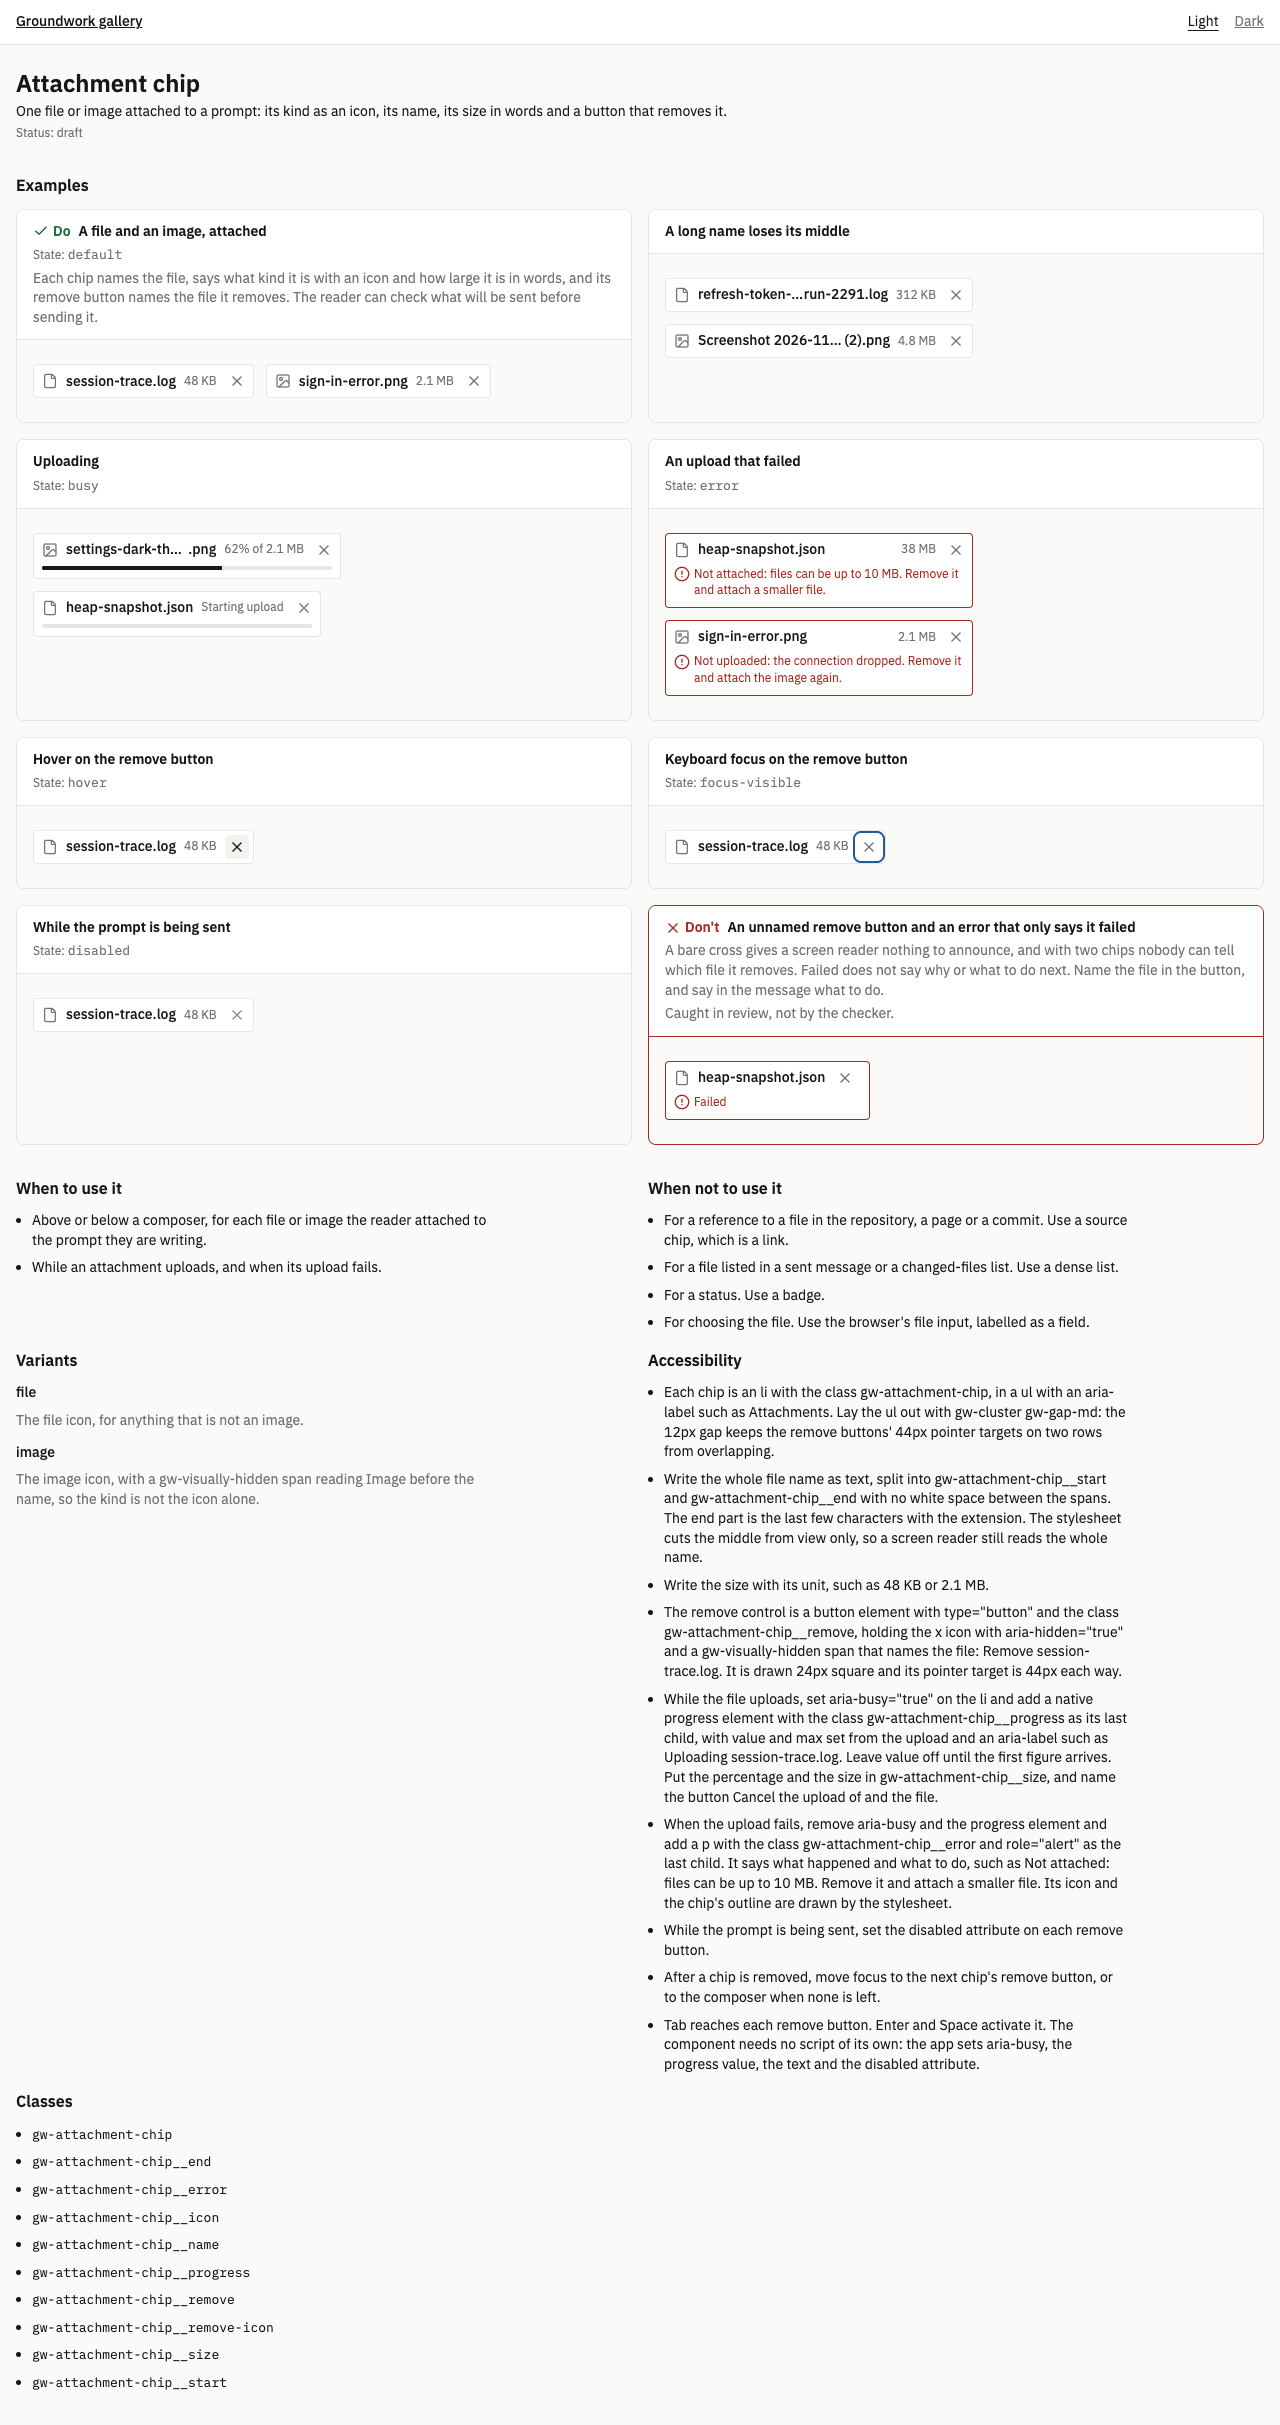 Groundwork gallery
Light
Dark
Attachment chip
One file or image attached to a prompt: its kind as an icon, its name, its size in words and a button that removes it.
Status: draft
Examples
Do A file and an image, attached
State: default
Each chip names the file, says what kind it is with an icon and how large it is in words, and its
remove button names the file it removes. The reader can check what will be sent before
sending it.
session-trace.log 48 KB
sign-in-error.png 2.1 MB
A long name loses its middle
refresh-token-…run-2291.log 312 KB
Screenshot 2026-11… (2).png 4.8 MB
Uploading
State: busy
settings-dark-th… .png 62% of 2.1 MB
heap-snapshot.json Starting upload
An upload that failed
State: error
heap-snapshot.json 38 MB
Not attached: files can be up to 10 MB. Remove it
and attach a smaller file.
sign-in-error.png 2.1 MB
Not uploaded: the connection dropped. Remove it
and attach the image again.
Hover on the remove button
State: hover
session-trace.log 48 KB
Keyboard focus on the remove button
State: focus-visible
session-trace.log 48 KB
While the prompt is being sent
State: disabled
session-trace.log 48 KB
Don't An unnamed remove button and an error that only says it failed
A bare cross gives a screen reader nothing to announce, and with two chips nobody can tell
which file it removes. Failed does not say why or what to do next. Name the file in the button,
and say in the message what to do.
Caught in review, not by the checker.
heap-snapshot.json
Failed
When to use it
Above or below a composer, for each file or image the reader attached to
the prompt they are writing.
While an attachment uploads, and when its upload fails.
When not to use it
For a reference to a file in the repository, a page or a commit. Use a source
chip, which is a link.
For a file listed in a sent message or a changed-files list. Use a dense list.
For a status. Use a badge.
For choosing the file. Use the browser's file input, labelled as a field.
Variants
file
The file icon, for anything that is not an image.
image
The image icon, with a gw-visually-hidden span reading Image before the
name, so the kind is not the icon alone.
Accessibility
Each chip is an li with the class gw-attachment-chip, in a ul with an aria-
label such as Attachments. Lay the ul out with gw-cluster gw-gap-md: the
12px gap keeps the remove buttons' 44px pointer targets on two rows
from overlapping.
Write the whole file name as text, split into gw-attachment-chip__start
and gw-attachment-chip__end with no white space between the spans.
The end part is the last few characters with the extension. The stylesheet
cuts the middle from view only, so a screen reader still reads the whole
name.
Write the size with its unit, such as 48 KB or 2.1 MB.
The remove control is a button element with type="button" and the class
gw-attachment-chip__remove, holding the x icon with aria-hidden="true"
and a gw-visually-hidden span that names the file: Remove session-
trace.log. It is drawn 24px square and its pointer target is 44px each way.
While the file uploads, set aria-busy="true" on the li and add a native
progress element with the class gw-attachment-chip__progress as its last
child, with value and max set from the upload and an aria-label such as
Uploading session-trace.log. Leave value off until the first figure arrives.
Put the percentage and the size in gw-attachment-chip__size, and name
the button Cancel the upload of and the file.
When the upload fails, remove aria-busy and the progress element and
add a p with the class gw-attachment-chip__error and role="alert" as the
last child. It says what happened and what to do, such as Not attached:
files can be up to 10 MB. Remove it and attach a smaller file. Its icon and
the chip's outline are drawn by the stylesheet.
While the prompt is being sent, set the disabled attribute on each remove
button.
After a chip is removed, move focus to the next chip's remove button, or
to the composer when none is left.
Tab reaches each remove button. Enter and Space activate it. The
component needs no script of its own: the app sets aria-busy, the
progress value, the text and the disabled attribute.
Classes
gw-attachment-chip
gw-attachment-chip__end
gw-attachment-chip__error
gw-attachment-chip__icon
gw-attachment-chip__name
gw-attachment-chip__progress
gw-attachment-chip__remove
gw-attachment-chip__remove-icon
gw-attachment-chip__size
gw-attachment-chip__start